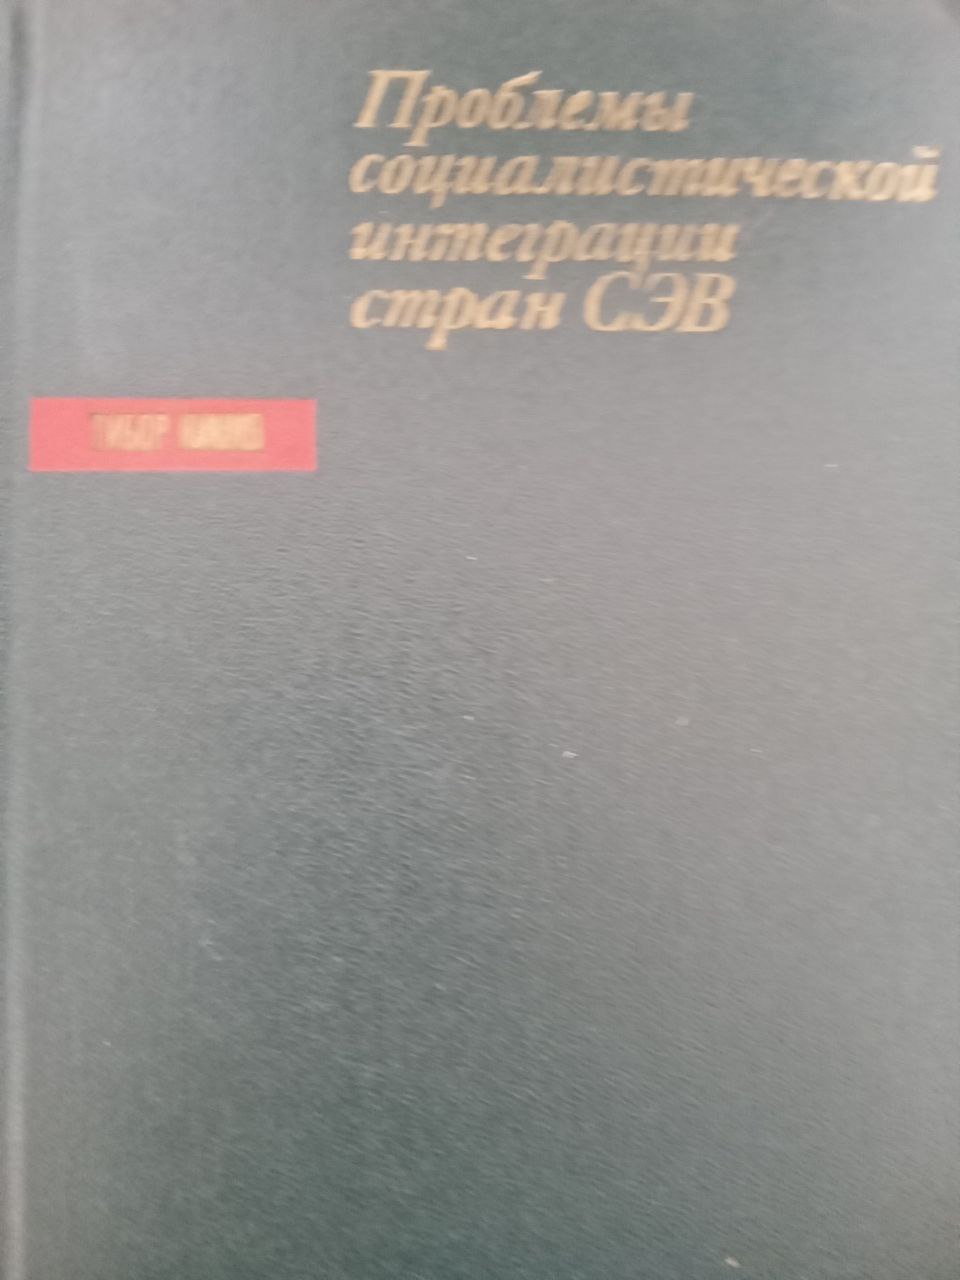 Проблемы
социалистической
интеграции
стран СЭВ
ТИБОР